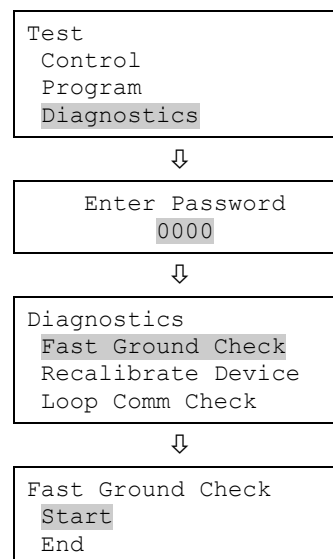 Test
Control
Program
Diagnostics
⇩
Enter Password
0000
⇩
Diagnostics
Fast Ground Check
Recalibrate Device
Loop Comm Check
⇩
Fast Ground Check
Start
End